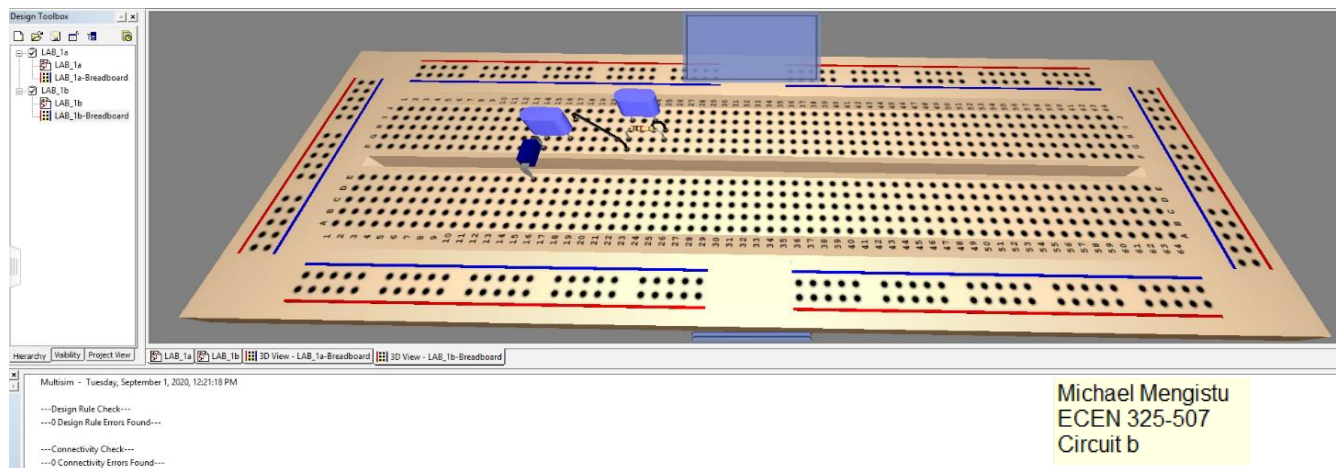 Design Toolbox
LAB_1a
LAB_1a
LAB_1a-Breadboard
LAB_1b
LAB_1b
LAB_1b-Breadboard
Hierarchy Visibility Project View
LAB_1a LAB_1b 3D View - LAB_1a-Breadboard 3D View - LAB_1b-Breadboard
Multisim - Tuesday, September 1, 2020, 12:21:18 PM
---Design Rule Check---
---0 Design Rule Errors Found---
---Connectivity Check---
---0 Connectivity Errors Found---
Michael Mengistu
ECEN 325-507
Circuit b